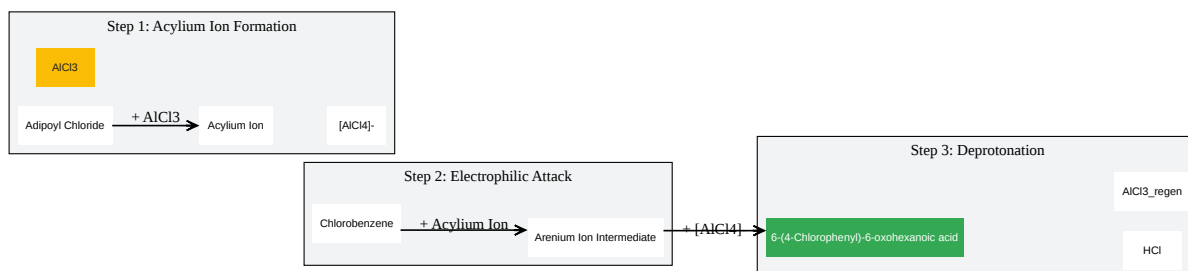 Step 1: Acylium Ion Formation
AlCl3
Adipoyl Chloride
+ AlCl3
Acylium Ion
[AlCl4]-
Step 2: Electrophilic Attack
Chlorobenzene
+ Acylium Ion
Arenium Ion Intermediate
+ [AlCl4]-
Step 3: Deprotonation
AlCl3_regen
6-(4-Chlorophenyl)-6-oxohexanoic acid
HCl